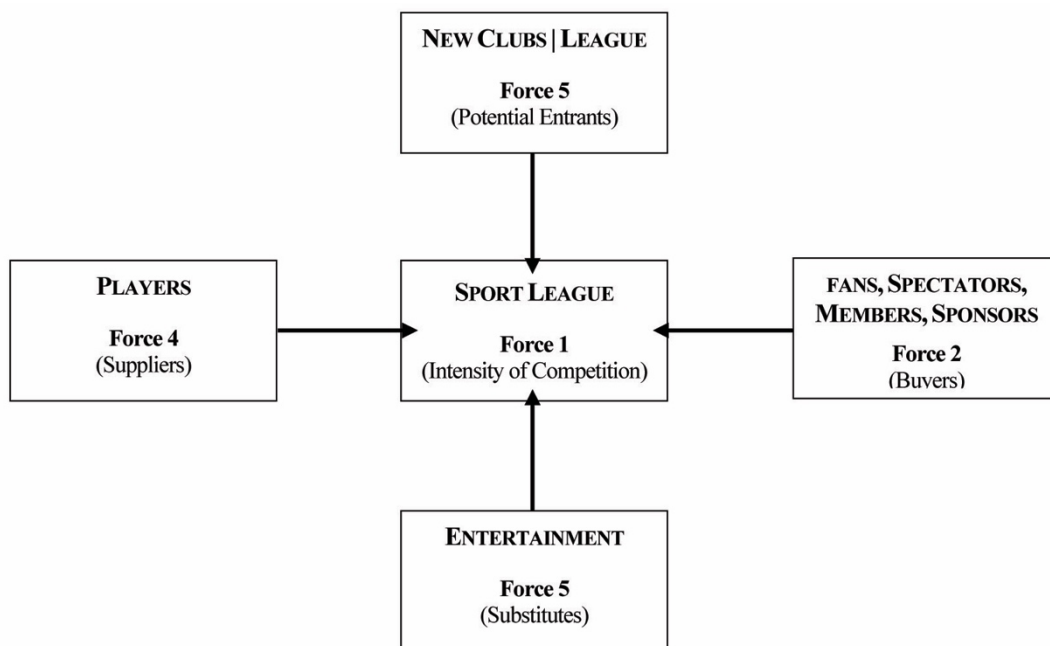 NEW CLUBS | LEAGUE
Force 5
(Potential Entrants)
PLAYERS
Force 4
(Suppliers)
SPORT LEAGUE
Force 1
(Intensity of Competition)
FANS, SPECTATORS,
MEMBERS, SPONSORS
Force 2
(Buyers)
ENTERTAINMENT
Force 5
(Substitutes)